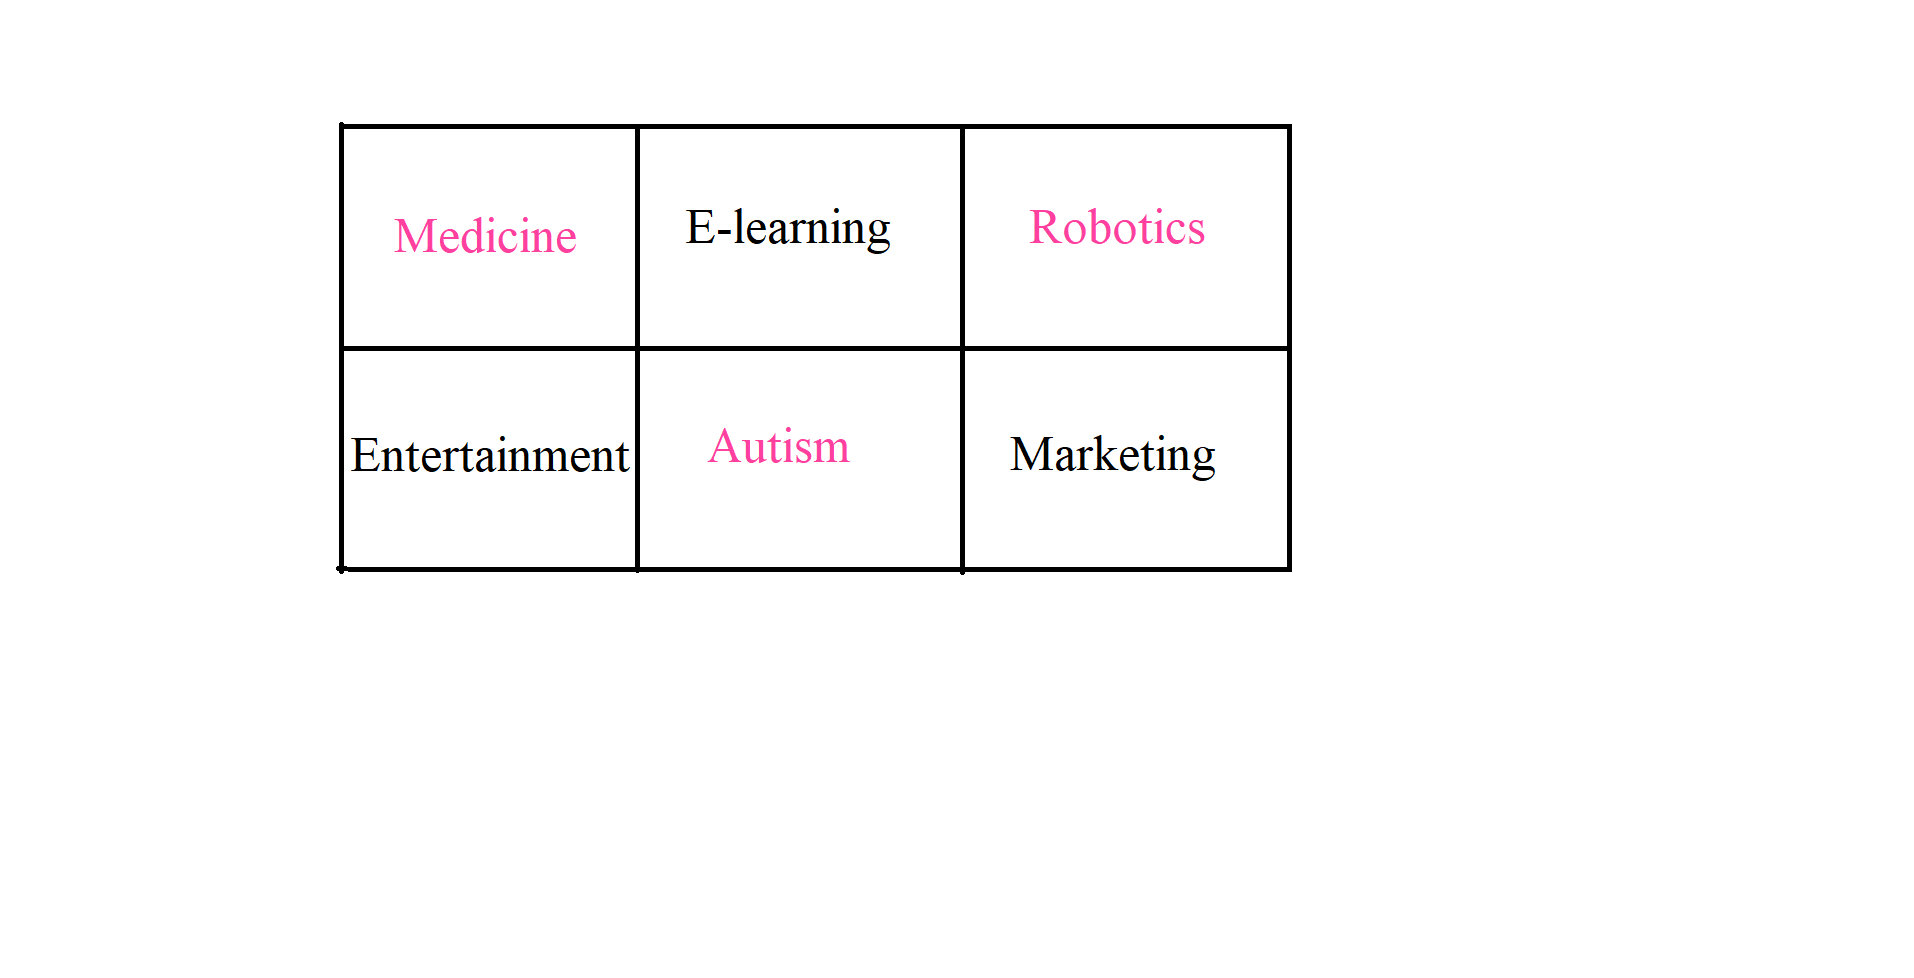 Medicine
E-learning
Robotics
Entertainment
Autism
Marketing